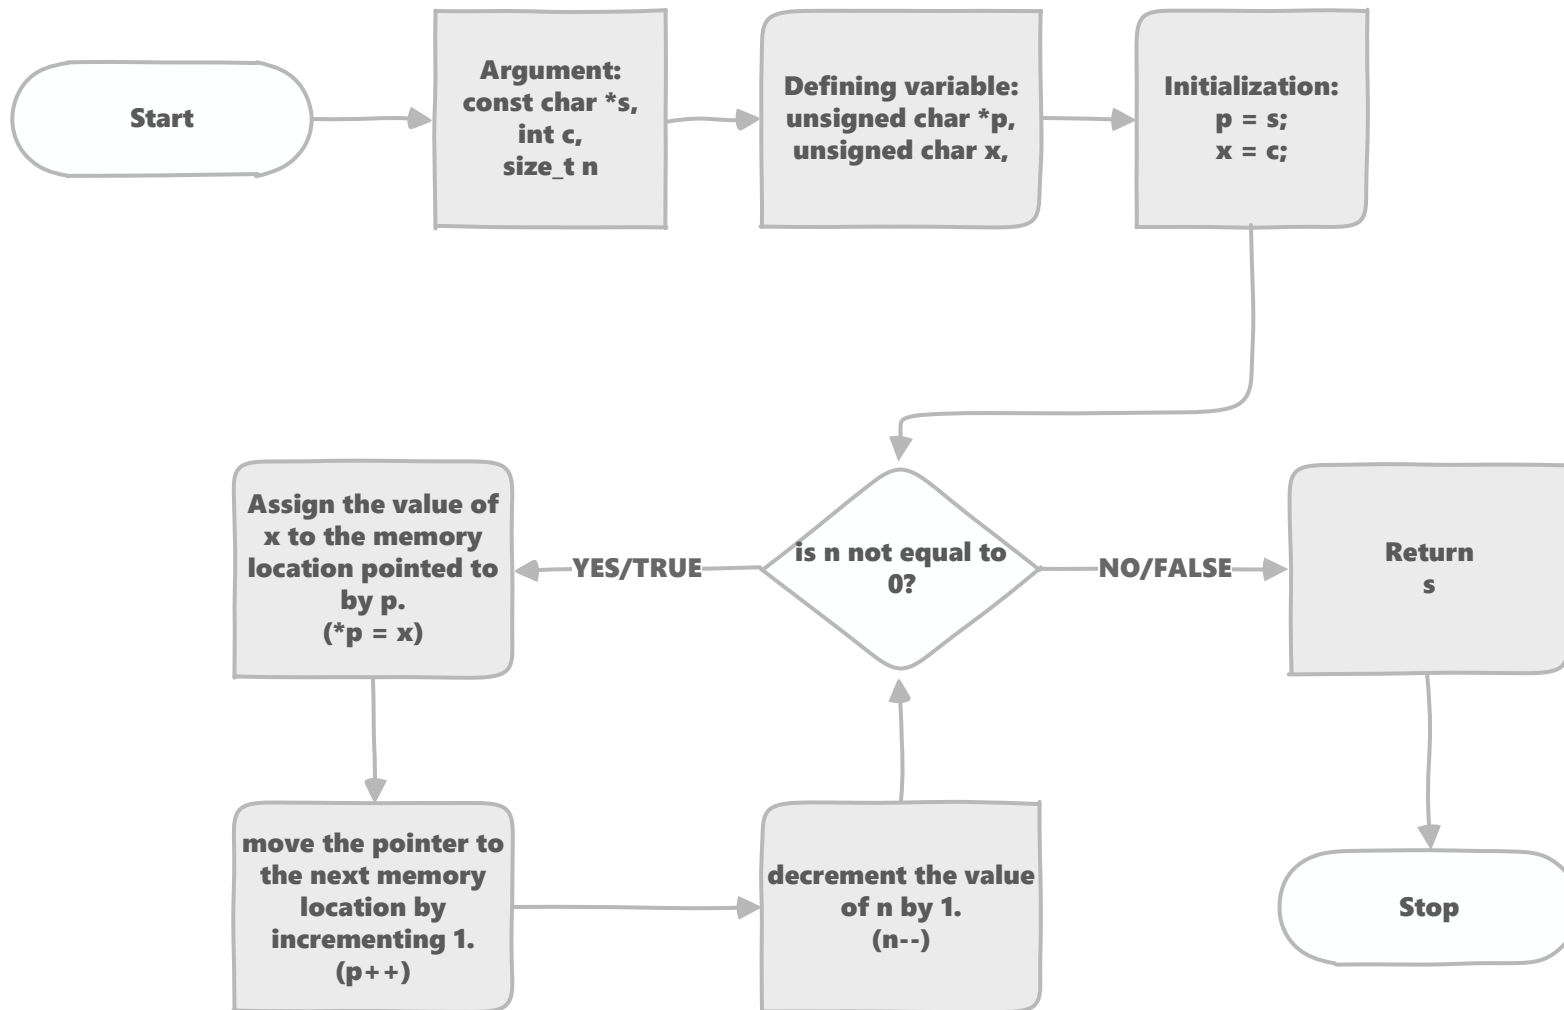 Start
Argument:
const char *s,
int c,
size_t n
Defining variable:
unsigned char *p,
unsigned char x,
Initialization:
p = s;
x = c;
Assign the value of
x to the memory
location pointed to
by p.
(*p = x)
YES/TRUE
is n not equal to
0?
NO/FALSE
Return
s
move the pointer to
the next memory
location by
incrementing 1.
(p++)
decrement the value
of n by 1.
(n--)
Stop